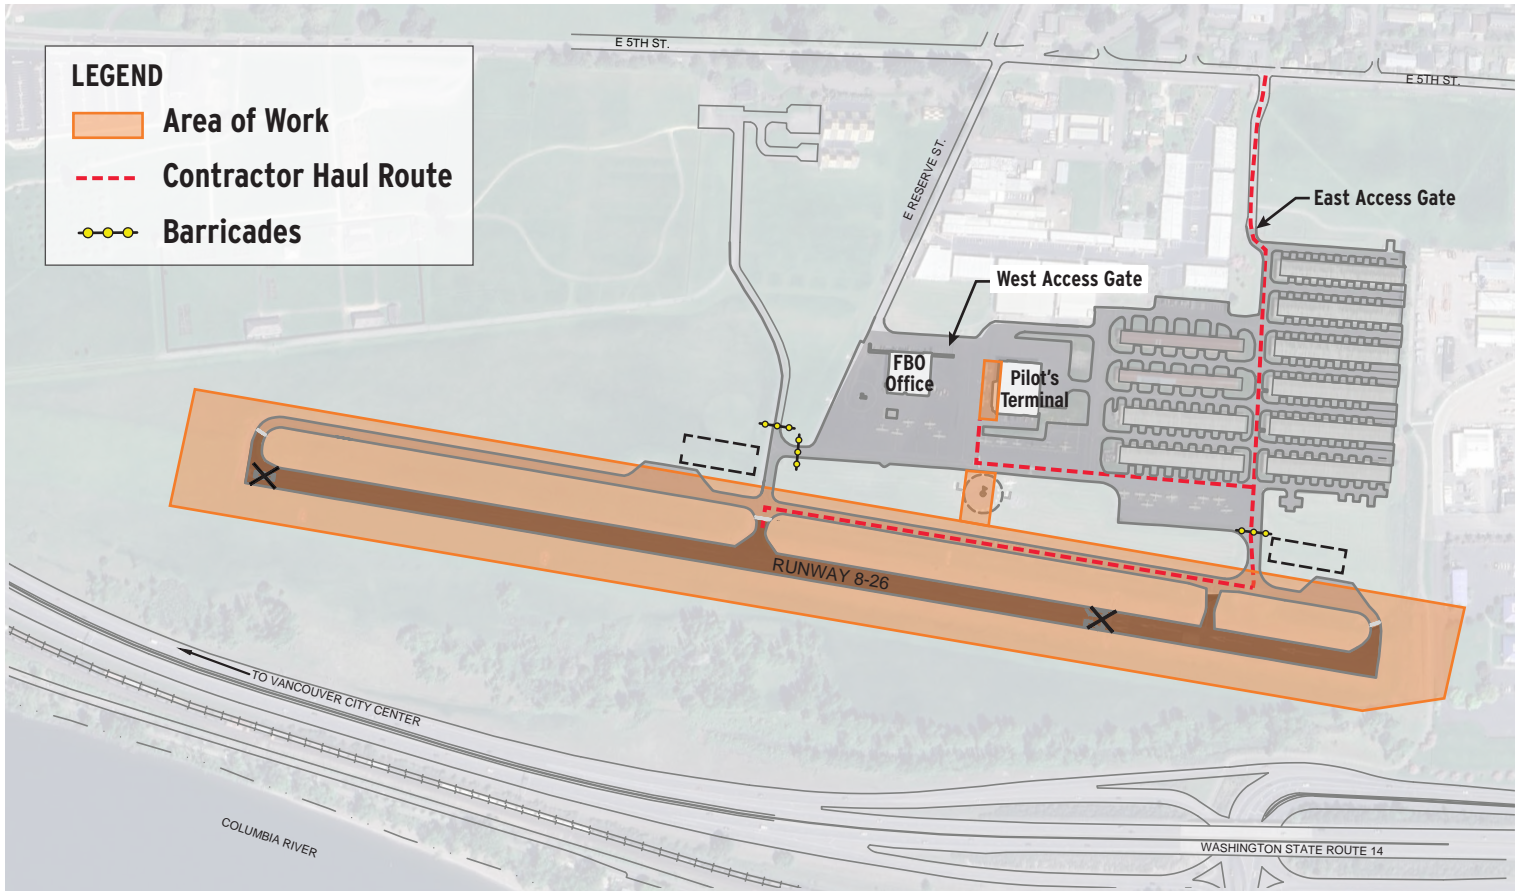 E 5TH ST.
LEGEND
Area of Work
Contractor Haul Route
Barricades
E 5TH ST.
E RESERVE ST.
East Access Gate
West Access Gate
FBO
Office
Pilot's
Terminal
RUNWAY 8-26
TO VANCOUVER CITY CENTER
COLUMBIA RIVER
WASHINGTON STATE ROUTE 14